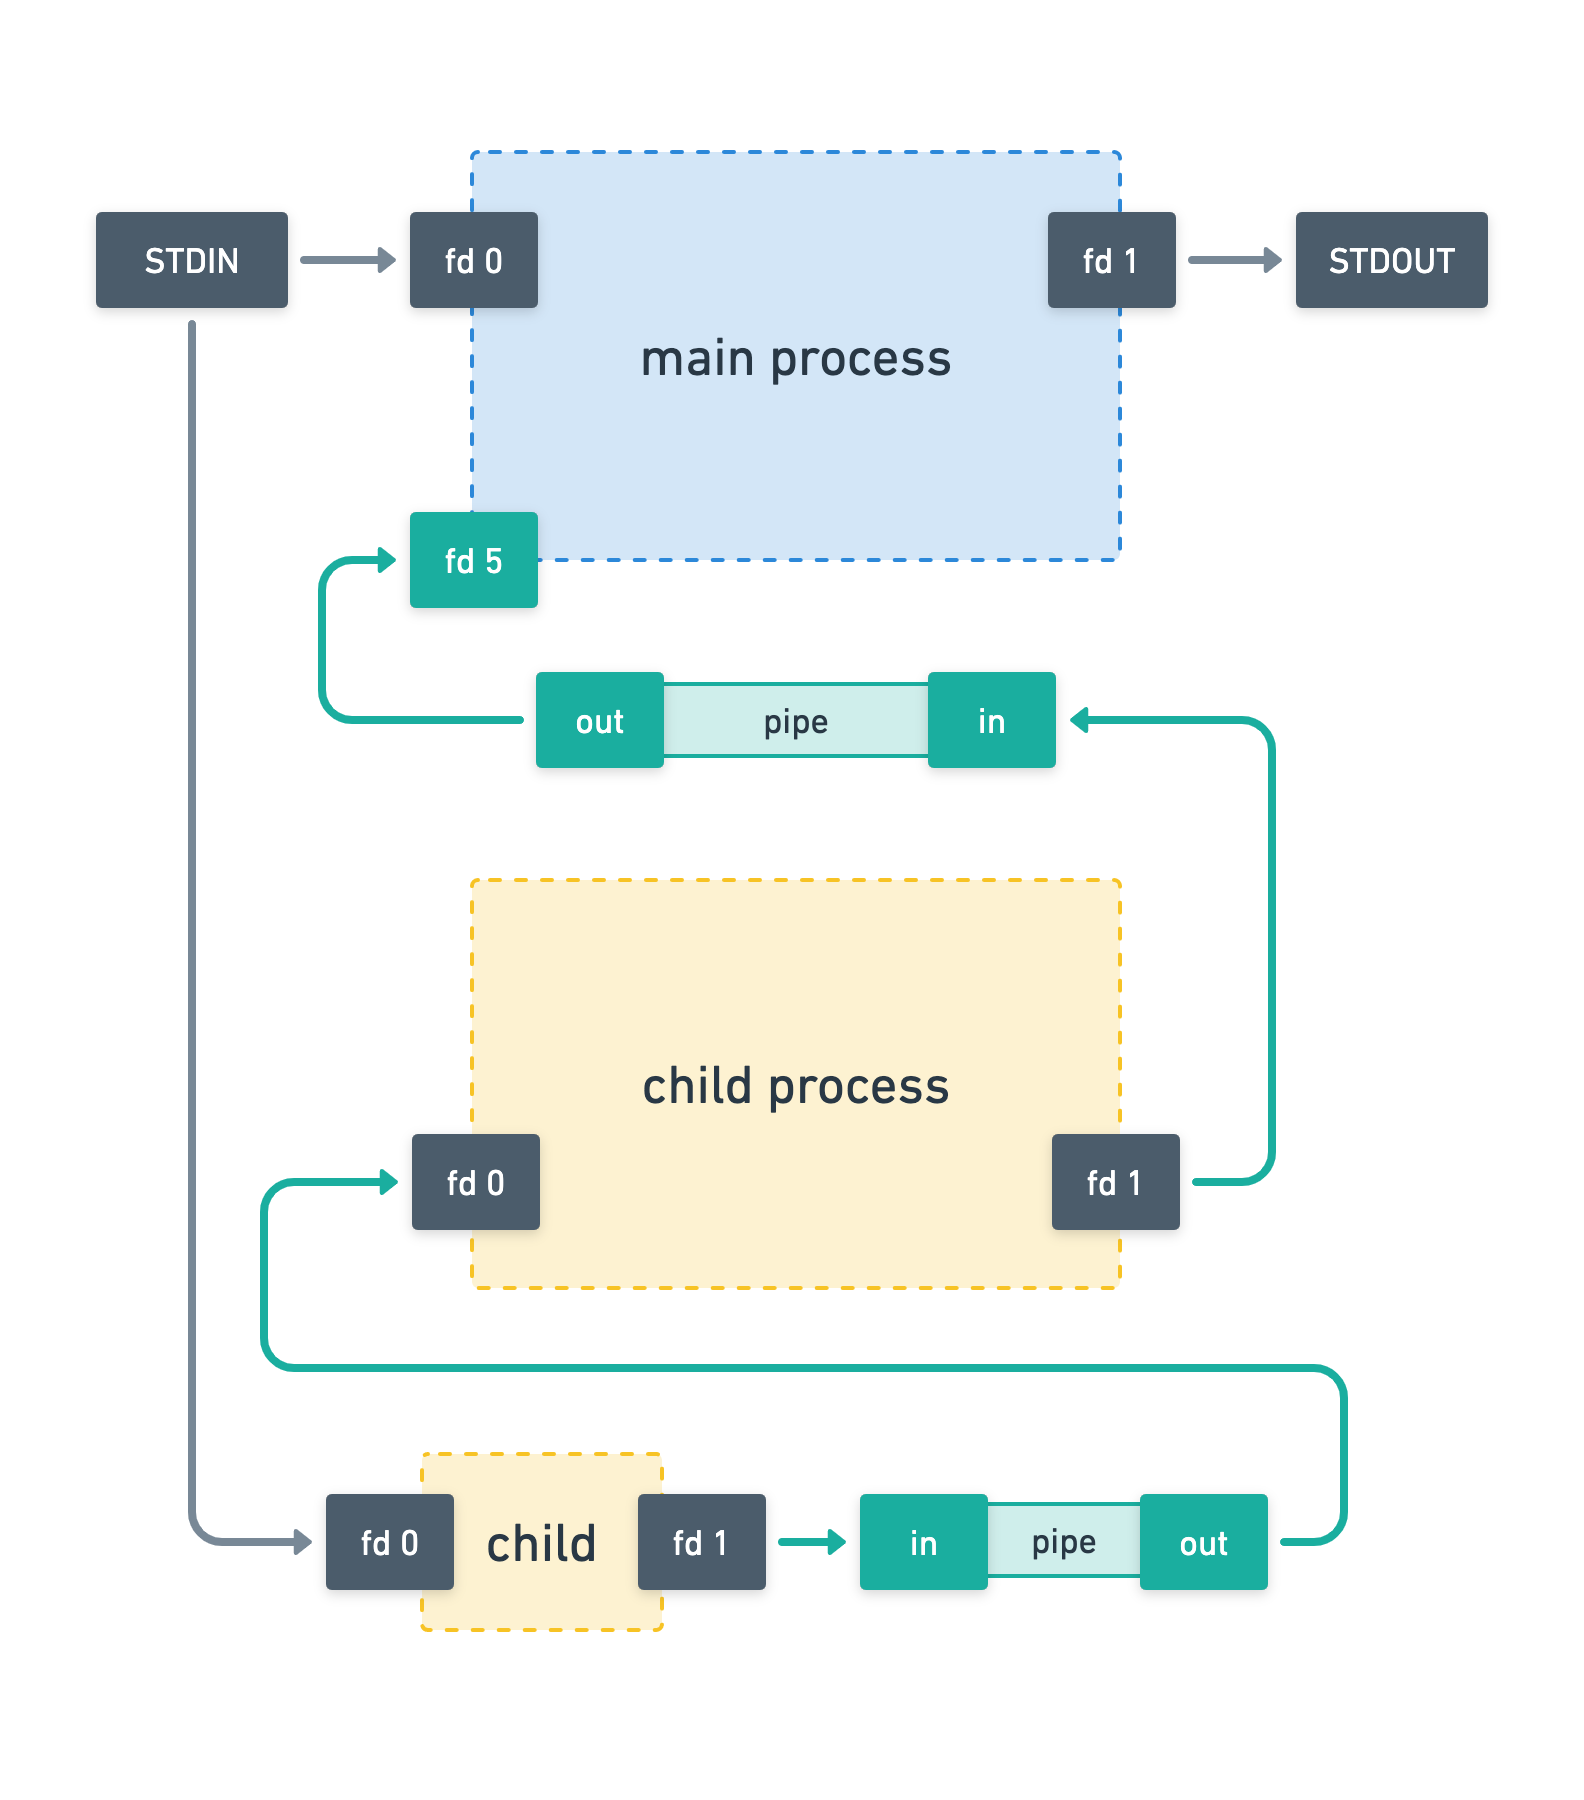 STDIN
fd 0
fd 1
STDOUT
main process
fd 5
out
pipe
in
child process
fd 0
fd 1
fd 0
child
fd 1
in
pipe
out